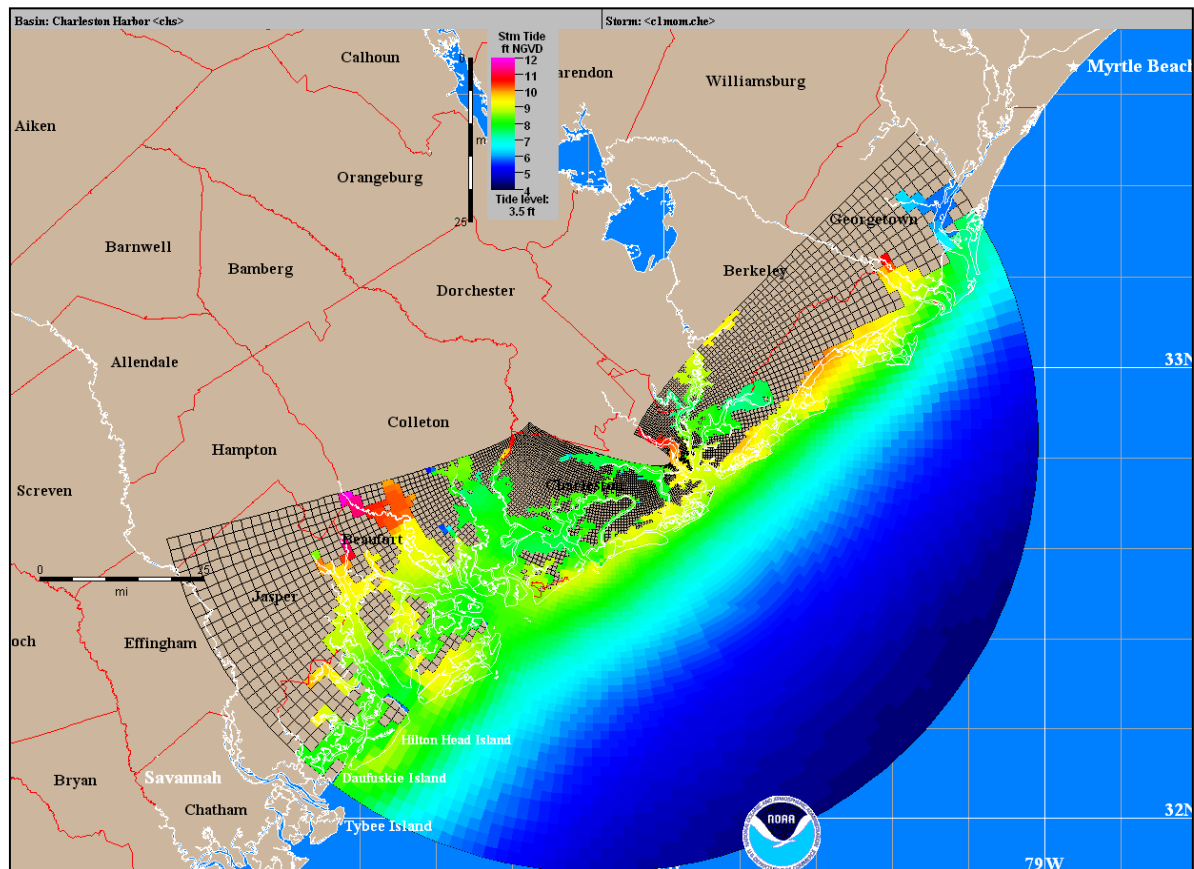 Basin: Charleston Harbor <chs>
Storm: <c1mom.che>
Stm Tide
ft NGVD
12
11
10
9
8
7
6
5
4
Tide level:
3.5 ft
25
Calhoun
arendon
Williamsburg
Myrtle Beach
Aiken
Orangeburg
Georgetown
Barnwell
Bamberg
Berkeley
Dorchester
Allendale
33N
Colleton
Hampton
Charleston
Screven
Beaufort
0
25
mi
Jasper
och
Effingham
Hilton Head Island
Bryan
Savannah
Daufuskie Island
Chatham
Tybee Island
NOAA
32N
79W